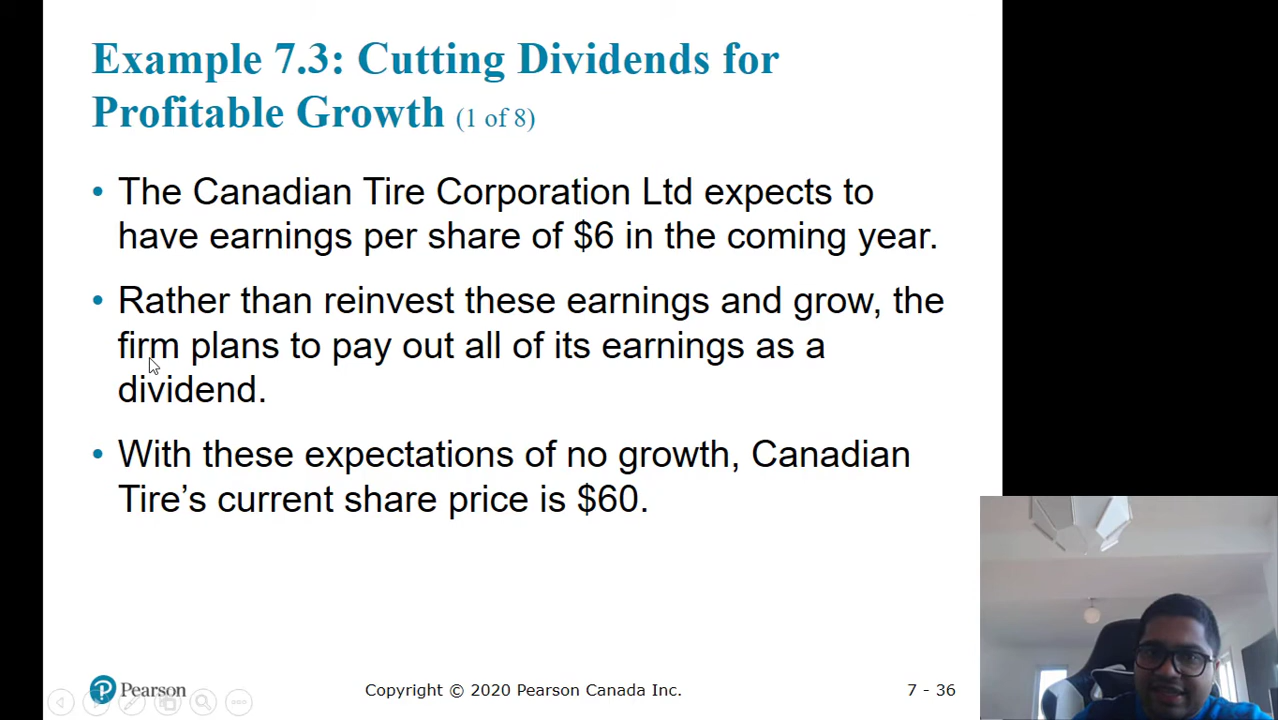 Example 7.3: Cutting Dividends for
Profitable Growth (1 of 8)
• The Canadian Tire Corporation Ltd expects to
have earnings per share of $6 in the coming year.
• Rather than reinvest these earnings and grow, the
firm plans to pay out all of its earnings as a
dividend.
• With these expectations of no growth, Canadian
Tire’s current share price is $60.
Pearson
Copyright © 2020 Pearson Canada Inc.
7 - 36